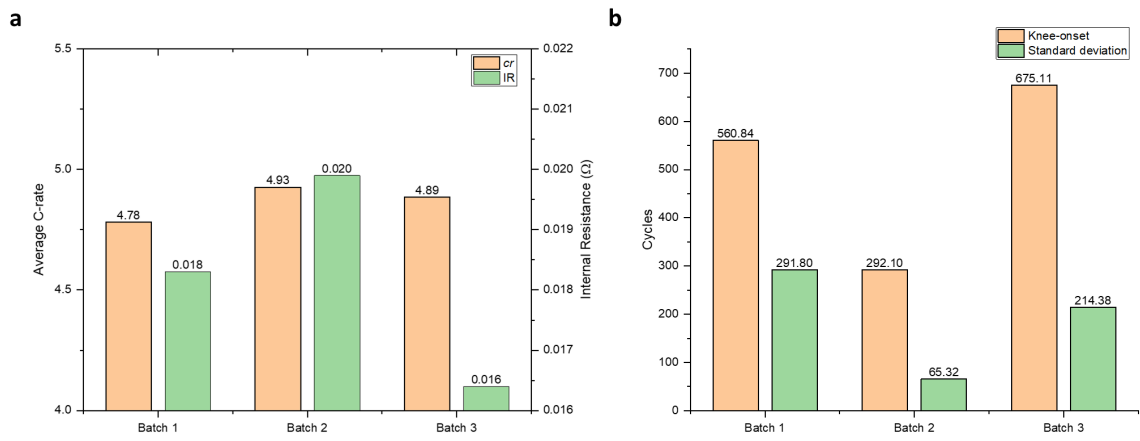 a
5.5
5.0
4.5
4.0
Average C-rate
4.78
4.93
4.89
0.018
0.020
0.016
cr
IR
0.022
0.021
0.020
0.019
0.018
0.017
0.016
Internal Resistance (Ω)
Batch 1
Batch 2
Batch 3
b
Knee-onset
Standard deviation
700
600
500
400
300
200
100
0
Cycles
560.84
291.80
292.10
65.32
675.11
214.38
Batch 1
Batch 2
Batch 3